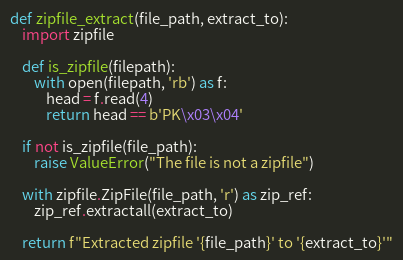 def zipfile_extract(file_path, extract_to):
    import zipfile

    def is_zipfile(filepath):
        with open(filepath, 'rb') as f:
            head = f.read(4)
            return head == b'PK\x03\x04'

    if not is_zipfile(file_path):
        raise ValueError("The file is not a zipfile")

    with zipfile.ZipFile(file_path, 'r') as zip_ref:
        zip_ref.extractall(extract_to)

    return f"Extracted zipfile '{file_path}' to '{extract_to}'"